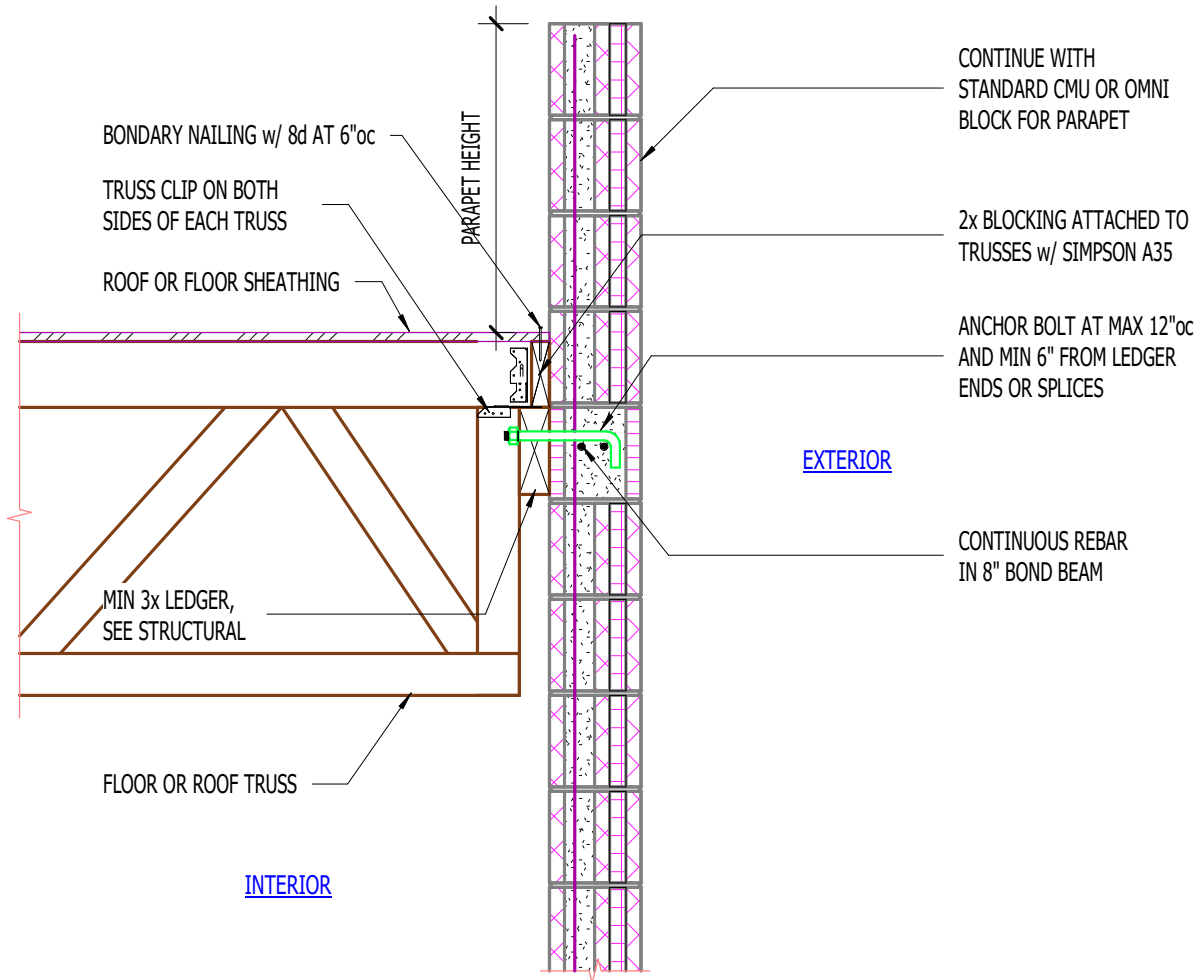 BONDARY NAILING w/ 8d AT 6"oc
TRUSS CLIP ON BOTH
SIDES OF EACH TRUSS
ROOF OR FLOOR SHEATHING
PARAPET HEIGHT
CONTINUE WITH
STANDARD CMU OR OMNI
BLOCK FOR PARAPET
2x BLOCKING ATTACHED TO
TRUSSES w/ SIMPSON A35
ANCHOR BOLT AT MAX 12"oc
AND MIN 6" FROM LEDGER
ENDS OR SPLICES
EXTERIOR
CONTINUOUS REBAR
IN 8" BOND BEAM
MIN 3x LEDGER,
SEE STRUCTURAL
FLOOR OR ROOF TRUSS
INTERIOR